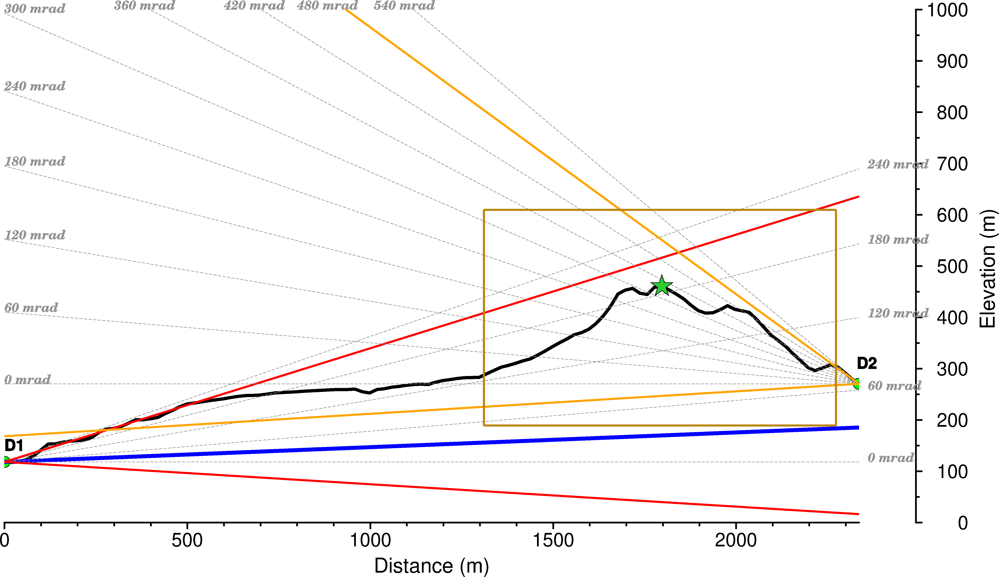 300 mrad
360 mrad
420 mrad
480 mrad
540 mrad
240 mrad
180 mrad
120 mrad
60 mrad
0 mrad
D1
D2
240 mrad
180 mrad
120 mrad
60 mrad
0 mrad
1000
900
800
700
600
500
400
300
200
100
0
Elevation (m)
0
500
1000
1500
2000
Distance (m)